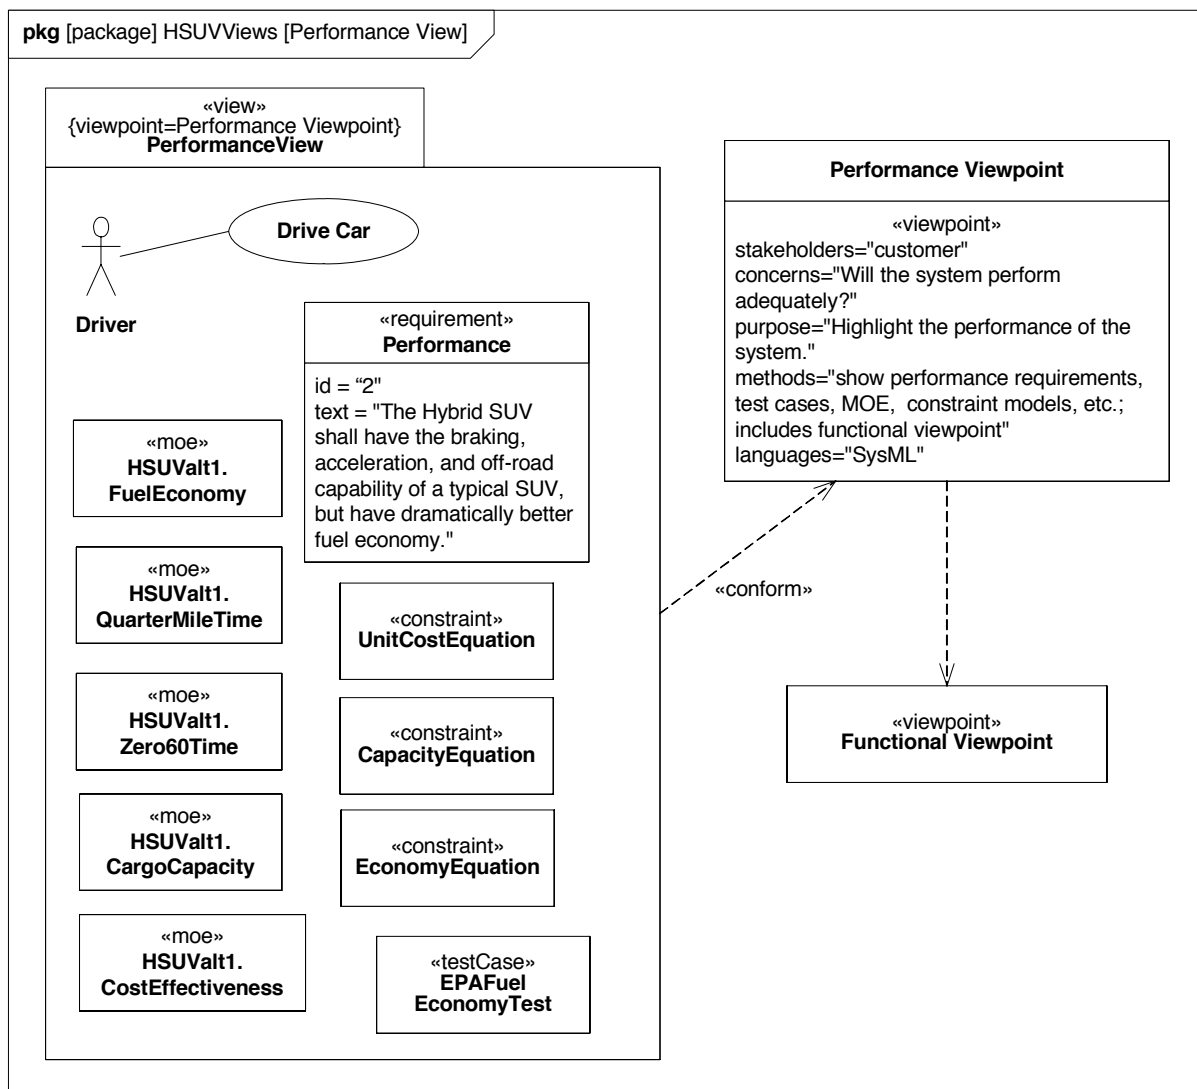 pkg [package] HSUVViews [Performance View]
«view»
{viewpoint=Performance Viewpoint}
PerformanceView
Drive Car
Driver
«requirement»
Performance
id = “2"
text = "The Hybrid SUV
shall have the braking,
acceleration, and off-road
capability of a typical SUV,
but have dramatically better
fuel economy."
«moe»
HSUValt1.
FuelEconomy
«moe»
HSUValt1.
QuarterMileTime
«moe»
HSUValt1.
Zero60Time
«moe»
HSUValt1.
CargoCapacity
«moe»
HSUValt1.
CostEffectiveness
«constraint»
UnitCostEquation
«constraint»
CapacityEquation
«constraint»
EconomyEquation
«testCase»
EPAFuel
EconomyTest
Performance Viewpoint
«viewpoint»
stakeholders="customer"
concerns="Will the system perform
adequately?"
purpose="Highlight the performance of the
system."
methods="show performance requirements,
test cases, MOE,  constraint models, etc.;
includes functional viewpoint"
languages="SysML"
«conform»
«viewpoint»
Functional Viewpoint